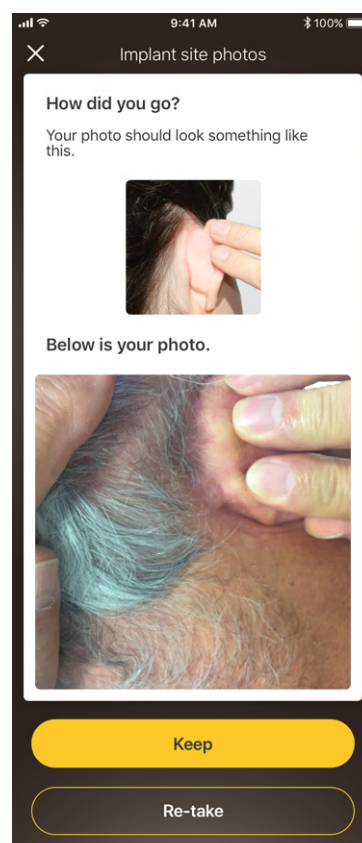 9:41 AM
100%
Implant site photos
How did you go?
Your photo should look something like
this.
Below is your photo.
Keep
Re-take